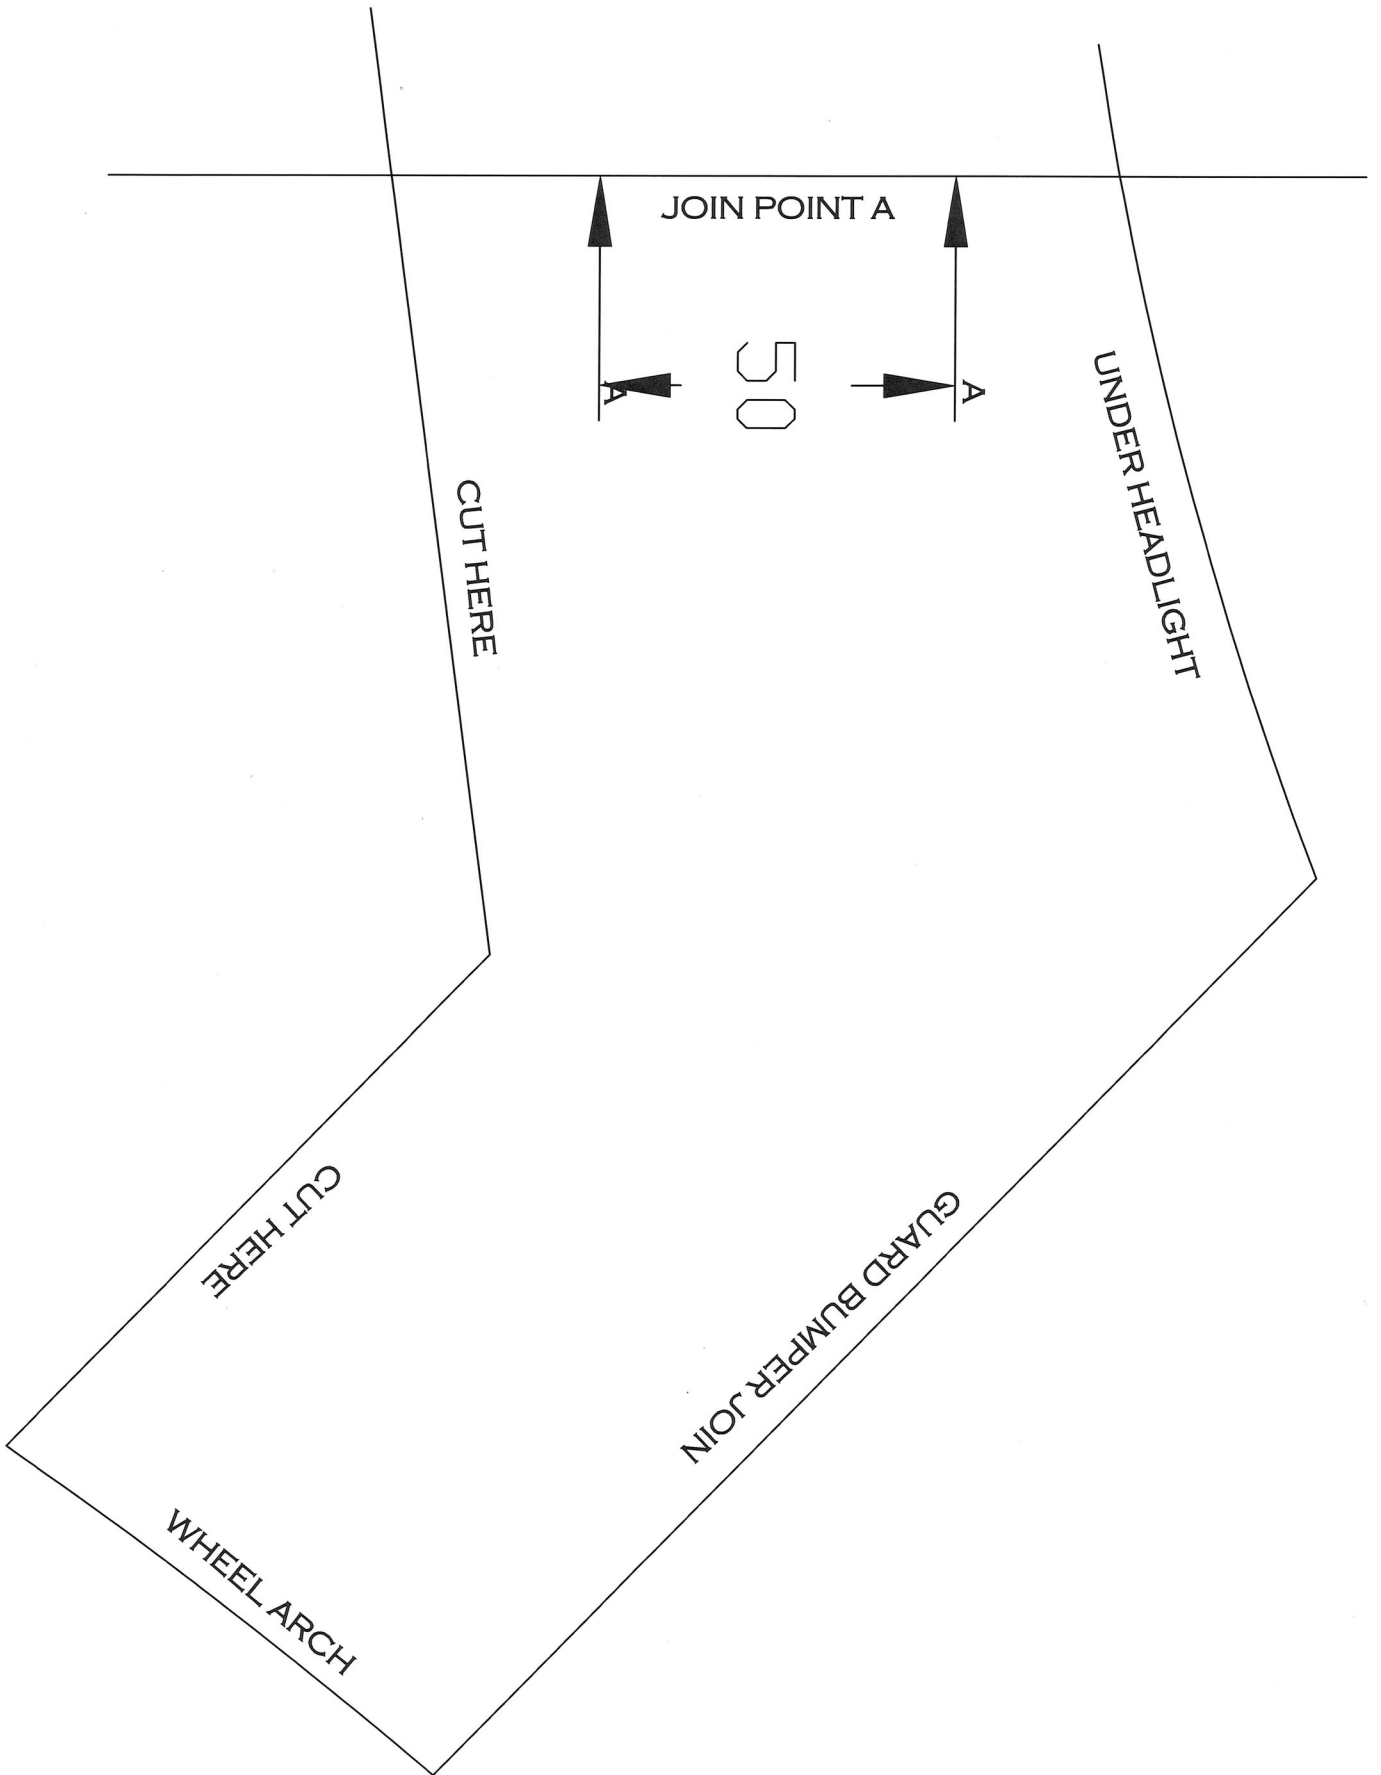 JOIN POINT A
50
A
A
UNDER HEADLIGHT
CUT HERE
CUT HERE
GUARD BUMPER JOIN
WHEEL ARCH